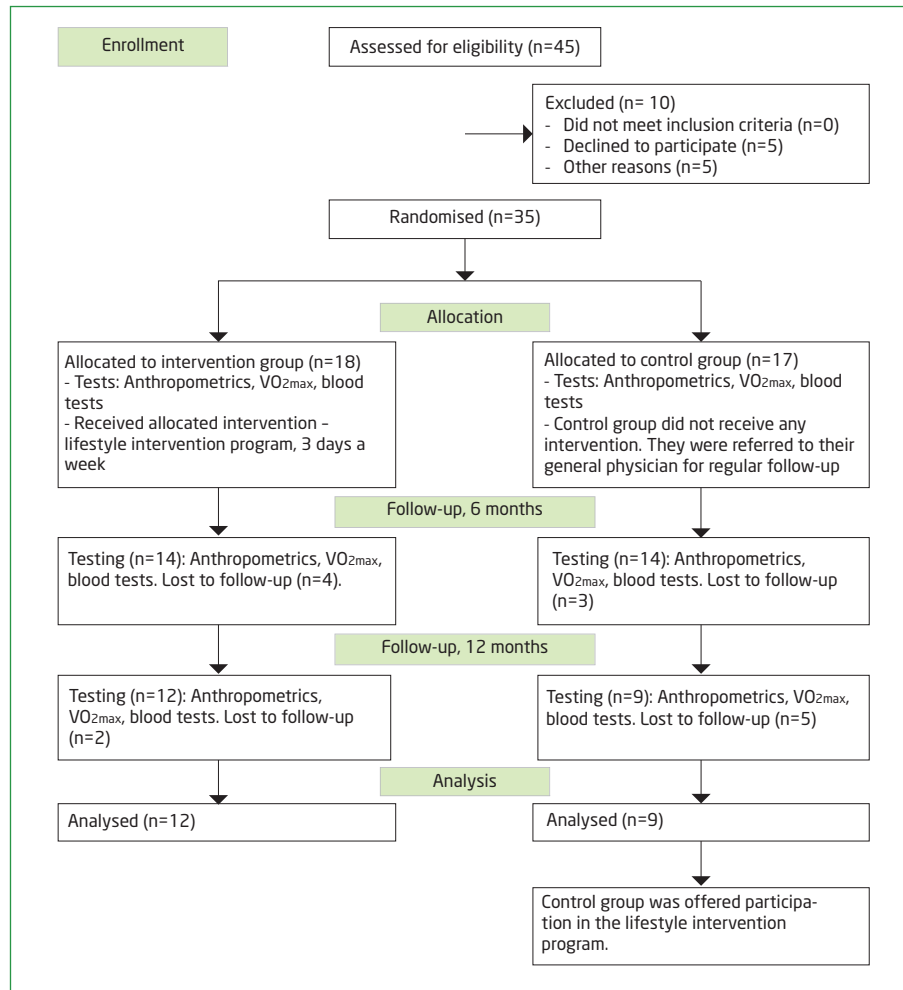 Enrollment
Assessed for eligibility (n=45)
Excluded (n= 10)
- Did not meet inclusion criteria (n=0)
- Declined to participate (n=5)
- Other reasons (n=5)
Randomised (n=35)
Allocation
Allocated to intervention group (n=18)
- Tests: Anthropometrics, VO2max, blood
tests
- Received allocated intervention –
lifestyle intervention program, 3 days a
week
Allocated to control group (n=17)
- Tests: Anthropometrics, VO2max, blood
tests
- Control group did not receive any
intervention. They were referred to their
general physician for regular follow-up
Follow-up, 6 months
Testing (n=14): Anthropometrics, VO2max,
blood tests. Lost to follow-up (n=4).
Testing (n=14): Anthropometrics,
VO2max, blood tests. Lost to follow-up
(n=3)
Follow-up, 12 months
Testing (n=12): Anthropometrics,
VO2max, blood tests. Lost to follow-up
(n=2)
Testing (n=9): Anthropometrics, VO2max,
blood tests. Lost to follow-up (n=5)
Analysis
Analysed (n=12)
Analysed (n=9)
Control group was offered participa-
tion in the lifestyle intervention
program.